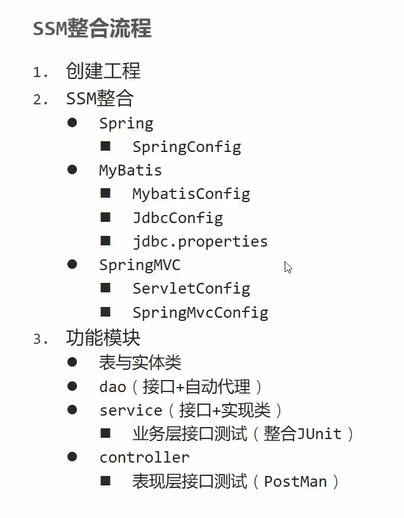 SSM整合流程
1. 创建工程
2. SSM整合
● Spring
■ SpringConfig
● MyBatis
■ MybatisConfig
■ JdbcConfig
■ jdbc.properties
● SpringMVC
■ ServletConfig
■ SpringMvcConfig
3. 功能模块
● 表与实体类
● dao（接口+自动代理）
● service（接口+实现类）
■ 业务层接口测试（整合JUnit）
● controller
■ 表现层接口测试（PostMan）